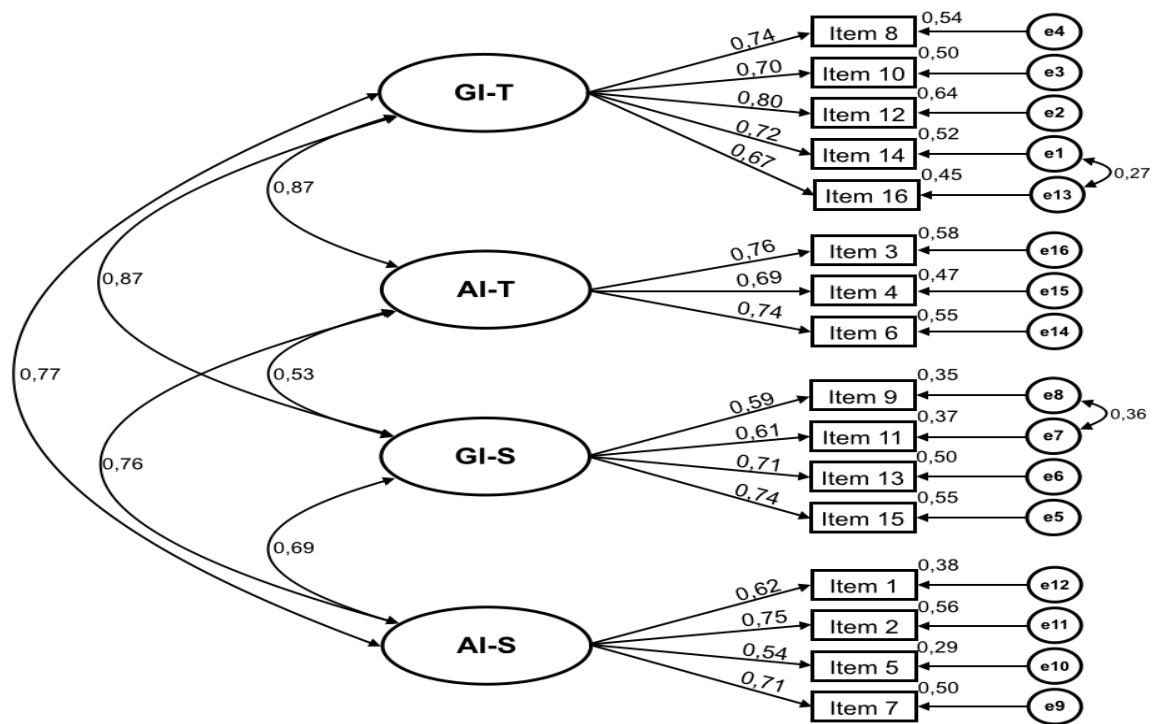 GI-T
0,74
0,70
0,80
0,72
0,67
Item 8
0,54
e4
Item 10
0,50
e3
Item 12
0,64
e2
Item 14
0,52
e1
Item 16
0,45
e13
0,27
0,87
0,87
0,77
AI-T
0,76
0,69
0,74
Item 3
0,58
e16
Item 4
0,47
e15
Item 6
0,55
e14
0,53
0,76
GI-S
0,59
0,61
0,71
0,74
Item 9
0,35
e8
Item 11
0,37
e7
0,36
Item 13
0,50
e6
Item 15
0,55
e5
0,69
AI-S
0,62
0,75
0,54
0,71
Item 1
0,38
e12
Item 2
0,56
e11
Item 5
0,29
e10
Item 7
0,50
e9